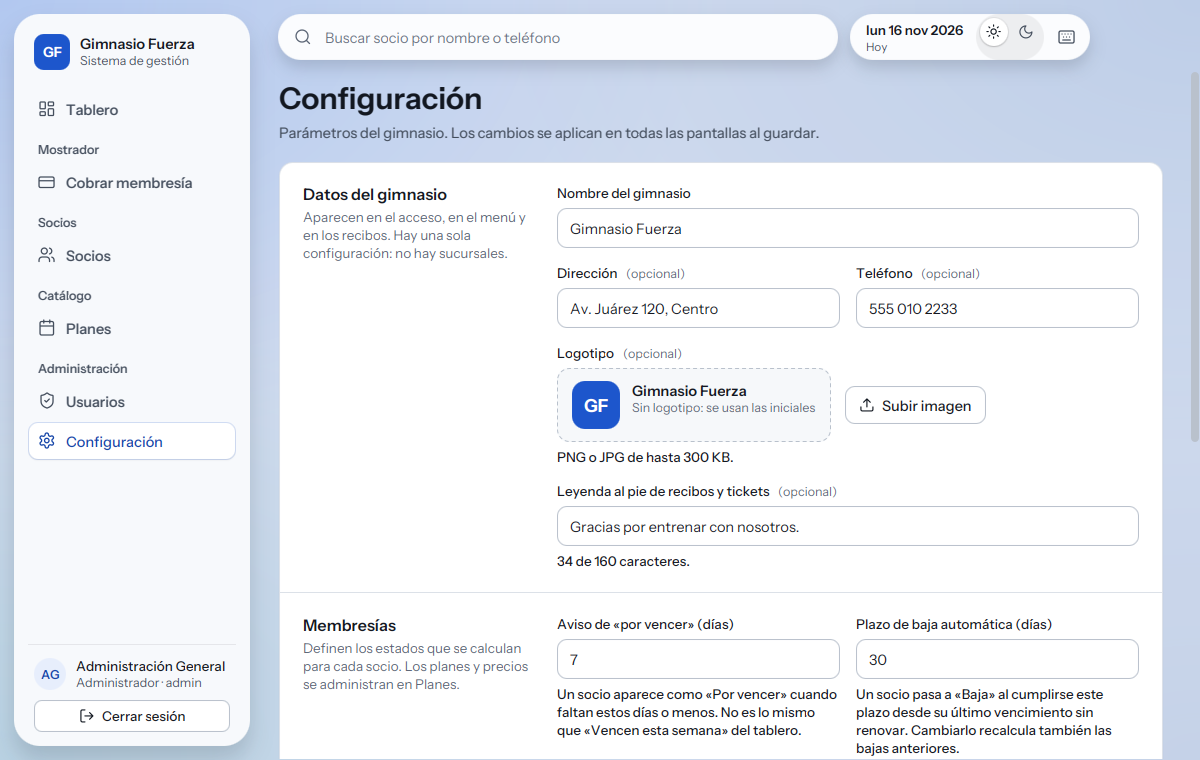 GF
Gimnasio Fuerza
Sistema de gestión
Tablero
Mostrador
Cobrar membresía
Socios
Socios
Catálogo
Planes
Administración
Usuarios
Configuración
AG
Administración General
Administrador · admin
Cerrar sesión
Buscar socio por nombre o teléfono
lun 16 nov 2026
Hoy
Configuración
Parámetros del gimnasio. Los cambios se aplican en todas las pantallas al guardar.
Datos del gimnasio
Aparecen en el acceso, en el menú y
en los recibos. Hay una sola
configuración: no hay sucursales.
Nombre del gimnasio
Gimnasio Fuerza
Dirección (opcional)
Av. Juárez 120, Centro
Teléfono (opcional)
555 010 2233
Logotipo (opcional)
GF
Gimnasio Fuerza
Sin logotipo: se usan las iniciales
Subir imagen
PNG o JPG de hasta 300 KB.
Leyenda al pie de recibos y tickets (opcional)
Gracias por entrenar con nosotros.
34 de 160 caracteres.
Membresías
Definen los estados que se calculan
para cada socio. Los planes y precios
se administran en Planes.
Aviso de «por vencer» (días)
7
Un socio aparece como «Por vencer» cuando
faltan estos días o menos. No es lo mismo
que «Vencen esta semana» del tablero.
Plazo de baja automática (días)
30
Un socio pasa a «Baja» al cumplirse este
plazo desde su último vencimiento sin
renovar. Cambiarlo recalcula también las
bajas anteriores.